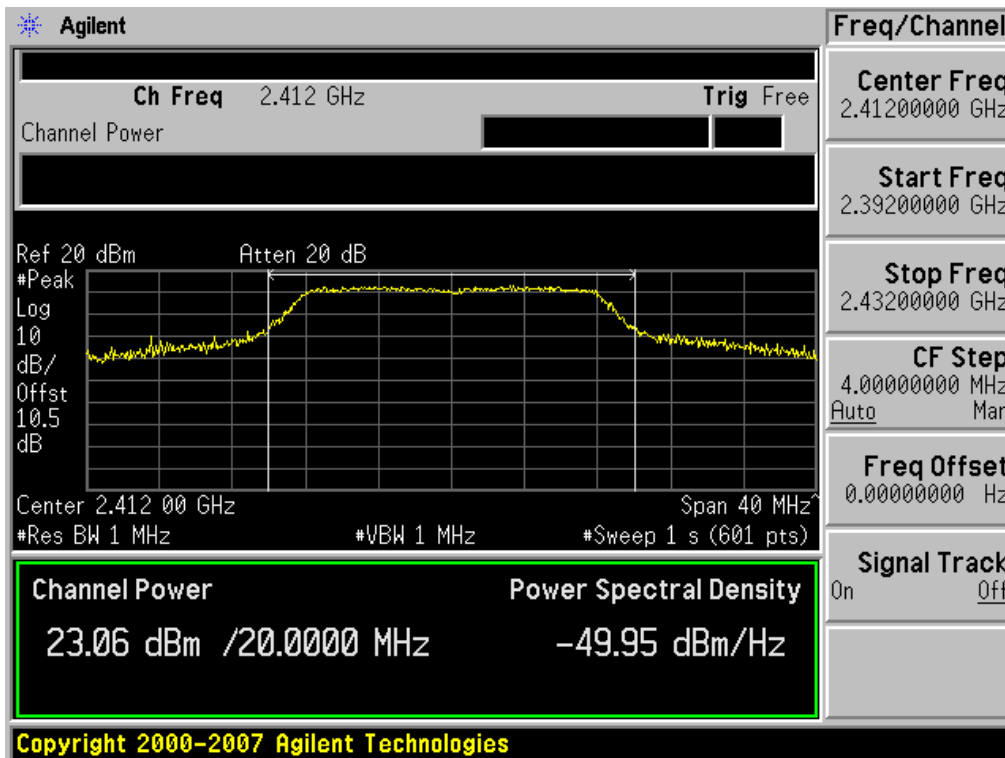 Agilent
Freq/Channel
Ch Freq 2.412 GHz Trig Free
Channel Power
Center Freq
2.41200000 GHz
Start Freq
2.39200000 GHz
Stop Freq
2.43200000 GHz
CF Step
4.00000000 MHz
Auto Man
Freq Offset
0.00000000 Hz
Signal Track
On Off
Ref 20 dBm Atten 20 dB
#Peak
Log
10
dB/
Offst
10.5
dB
Center 2.412 00 GHz Span 40 MHz^
#Res BW 1 MHz #VBW 1 MHz #Sweep 1 s (601 pts)
Channel Power Power Spectral Density
23.06 dBm /20.0000 MHz -49.95 dBm/Hz
Copyright 2000-2007 Agilent Technologies